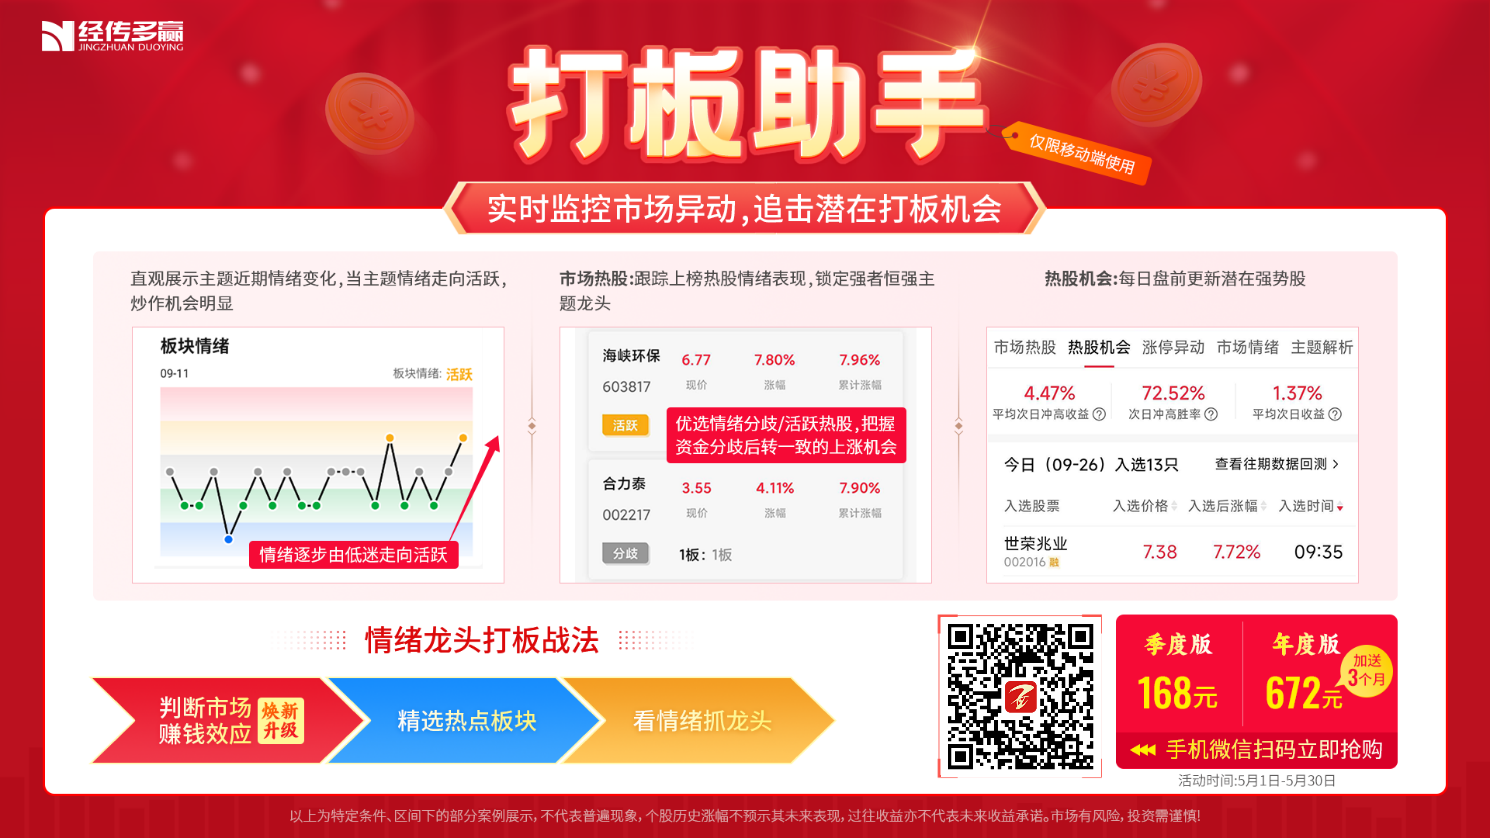 经传多赢
JINGZHUAN DUOYING
打板助手
仅限移动端使用
实时监控市场异动,追击潜在打板机会
直观展示主题近期情绪变化,当主题情绪走向活跃,
炒作机会明显
板块情绪
09-11
板块情绪: 活跃
情绪逐步由低迷走向活跃
市场热股:跟踪上榜热股情绪表现,锁定强者恒强主
题龙头
海峡环保 6.77 7.80% 7.96%
603817 现价 涨幅 累计涨幅
活跃
优选情绪分歧/活跃热股,把握
资金分歧后转一致的上涨机会
合力泰 3.55 4.11% 7.90%
002217 现价 涨幅 累计涨幅
分歧 1板: 1板
热股机会:每日盘前更新潜在强势股
市场热股 热股机会 涨停异动 市场情绪 主题解析
4.47% 72.52% 1.37%
平均次日冲高收益? 次日冲高胜率? 平均次日收益?
今日（09-26）入选13只 查看往期数据回测 >
入选股票 入选价格 入选后涨幅 入选时间
世荣兆业 7.38 7.72% 09:35
002016 融
情绪龙头打板战法
判断市场
赚钱效应
焕新
升级
精选热点板块
看情绪抓龙头
季度版
168元
年度版
672元
加送
3个月
手机微信扫码立即抢购
活动时间:5月1日-5月30日
以上为特定条件、区间下的部分案例展示,不代表普遍现象,个股历史涨幅不预示其未来表现,过往收益亦不代表未来收益承诺。市场有风险,投资需谨慎!